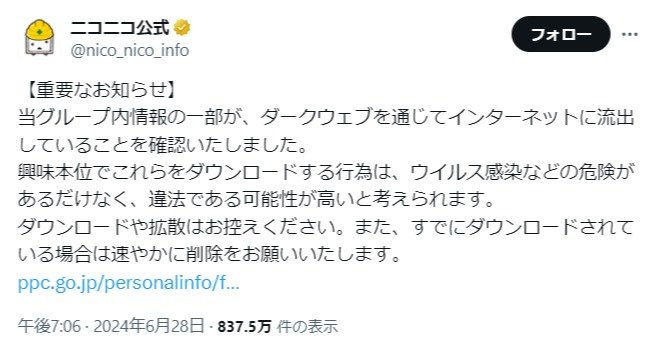 ニコニコ公式
@nico_nico_info
フォロー
【重要なお知らせ】
当グループ内情報の一部が、ダークウェブを通じてインターネットに流出
していることを確認いたしました。
興味本位でこれらをダウンロードする行為は、ウイルス感染などの危険が
あるだけなく、違法である可能性が高いと考えられます。
ダウンロードや拡散はお控えください。また、すでにダウンロードされて
いる場合は速やかに削除をお願いいたします。
ppc.go.jp/personalinfo/f...
午後7:06 · 2024年6月28日 · 837.5万 件の表示